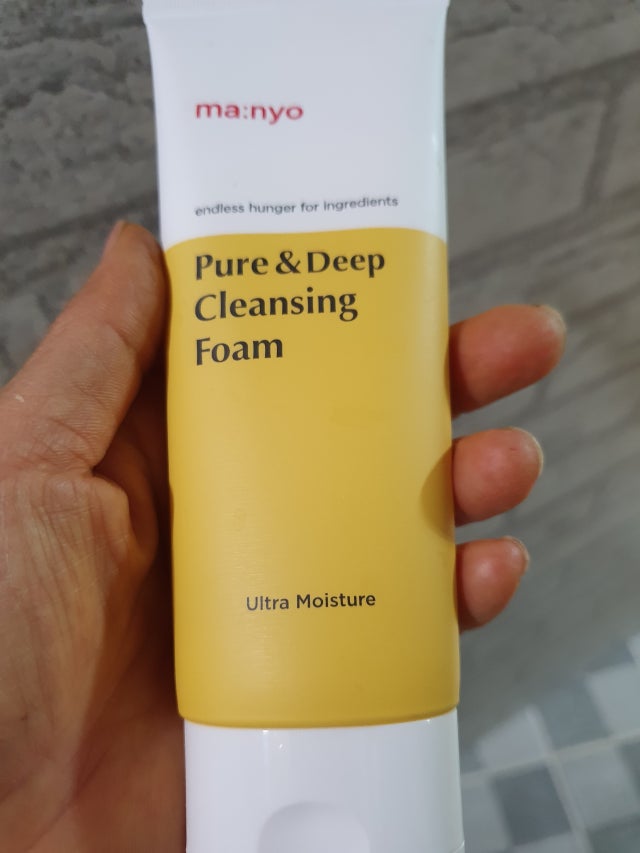 ma:nyo
endless hunger for ingredients
Pure & Deep
Cleansing
Foam
Ultra Moisture